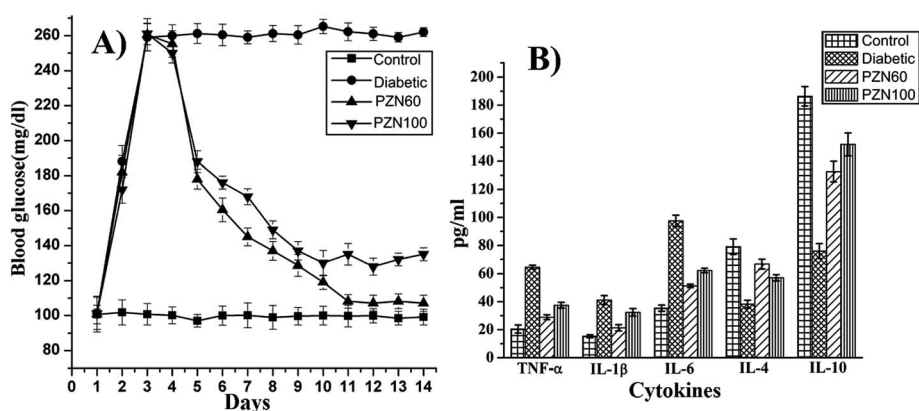 A)
Control
Diabetic
PZN60
PZN100
Blood glucose(mg/dl)
260
240
220
200
180
160
140
120
100
80
0 1 2 3 4 5 6 7 8 9 10 11 12 13 14
Days
B)
Control
Diabetic
PZN60
PZN100
pg/ml
200
180
160
140
120
100
80
60
40
20
0
TNF-α IL-1β IL-6 IL-4 IL-10
Cytokines